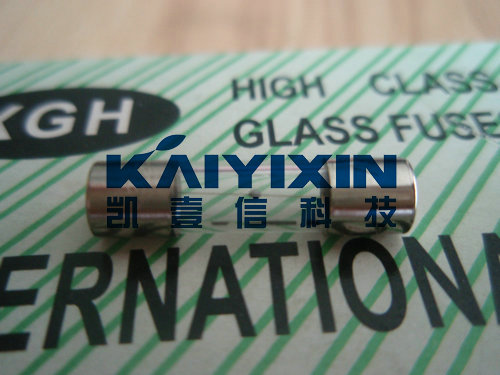 KGH
HIGH CLASS
GLASS FUSE
KAIYIXIN
凯壹信科技
ERNATION